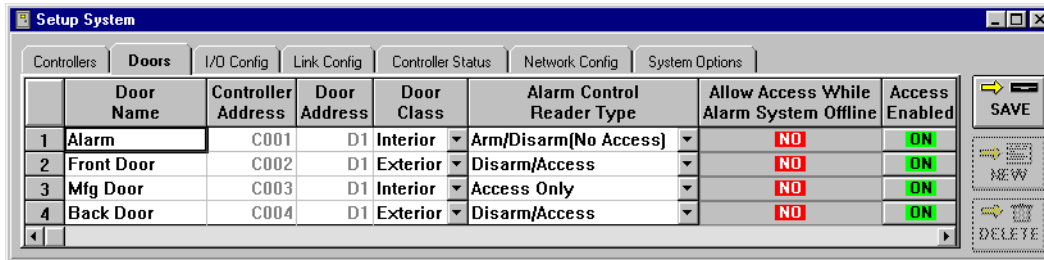 Setup System
Controllers Doors I/O Config Link Config Controller Status Network Config System Options
Door Name Controller Address Door Address Door Class Alarm Control Reader Type Allow Access While Alarm System Offline Access Enabled
1 Alarm C001 D1 Interior Arm/Disarm(No Access) NO ON
2 Front Door C002 D1 Exterior Disarm/Access NO ON
3 Mfg Door C003 D1 Interior Access Only NO ON
4 Back Door C004 D1 Exterior Disarm/Access NO ON
SAVE
NEW
DELETE